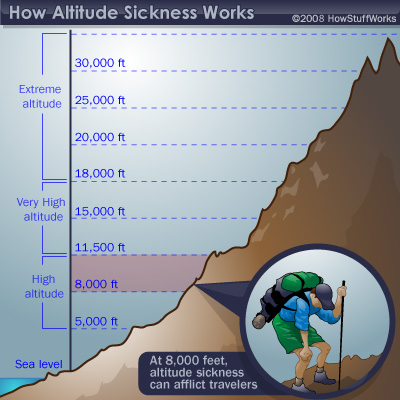 How Altitude Sickness Works
©2008 HowStuffWorks
30,000 ft
Extreme
altitude
25,000 ft
20,000 ft
18,000 ft
Very High
altitude
15,000 ft
11,500 ft
High
altitude
8,000 ft
5,000 ft
Sea level
At 8,000 feet,
altitude sickness
can afflict travelers